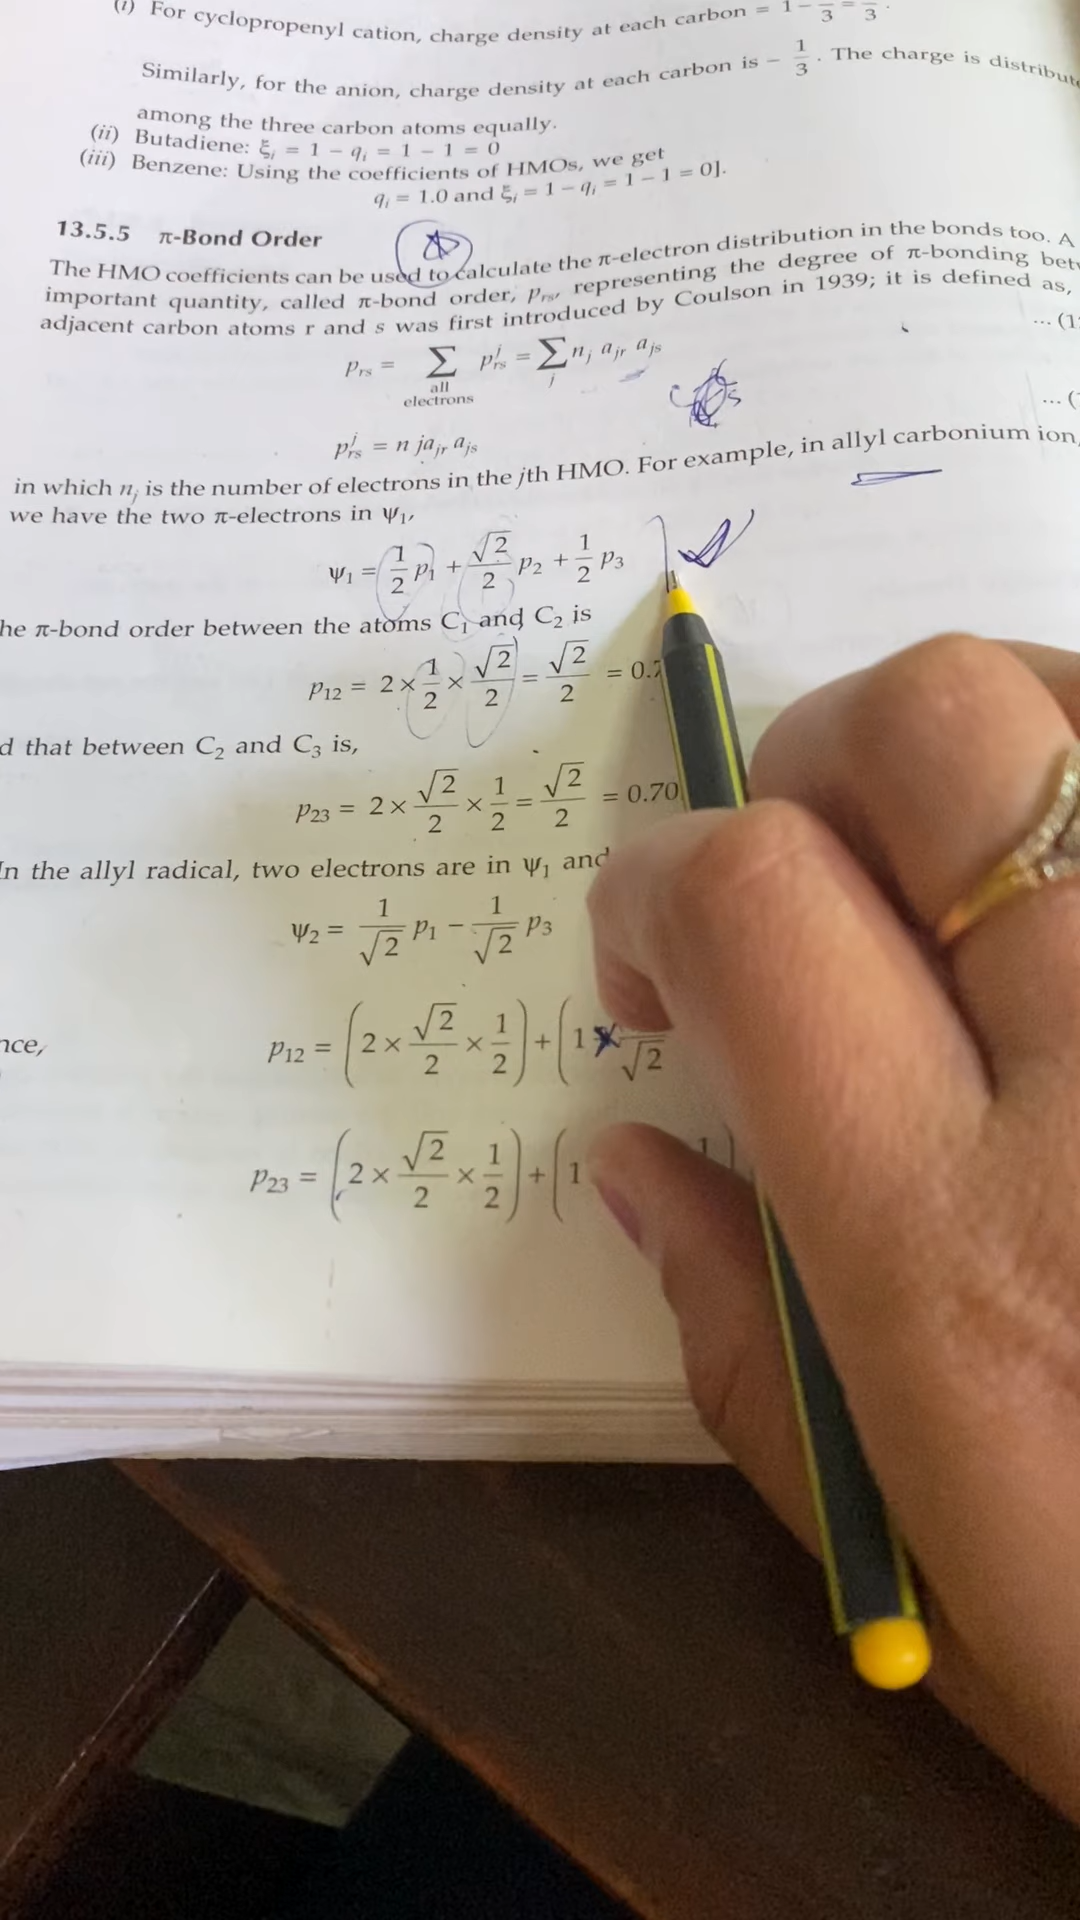 (i) For cyclopropenyl cation, charge density at each carbon = 1 − /3 = /3 .
Similarly, for the anion, charge density at each carbon is − 1/3 . The charge is distribut
among the three carbon atoms equally.
(ii) Butadiene: ξᵢ = 1 − qᵢ = 1 − 1 = 0
(iii) Benzene: Using the coefficients of HMOs, we get
qᵢ = 1.0 and ξᵢ = 1 − qᵢ = 1 − 1 = 0].
13.5.5 π-Bond Order
The HMO coefficients can be used to calculate the π-electron distribution in the bonds too. A
important quantity, called π-bond order, pᵣₛ, representing the degree of π-bonding bet
adjacent carbon atoms r and s was first introduced by Coulson in 1939; it is defined as,
... (1
pᵣₛ = Σ pʲᵣₛ = Σ nⱼ aⱼᵣ aⱼₛ
all j
electrons
... (
pʲᵣₛ = n jaⱼᵣ aⱼₛ
in which nⱼ is the number of electrons in the jth HMO. For example, in allyl carbonium ion,
we have the two π-electrons in ψ₁,
ψ₁ = 1/2 p₁ + √2/2 p₂ + 1/2 p₃
he π-bond order between the atoms C₁ and C₂ is
p₁₂ = 2 × 1/2 × √2/2 = √2/2 = 0.7
d that between C₂ and C₃ is,
p₂₃ = 2 × √2/2 × 1/2 = √2/2 = 0.70
In the allyl radical, two electrons are in ψ₁ and
ψ₂ = 1/√2 p₁ − 1/√2 p₃
nce, p₁₂ = (2 × √2/2 × 1/2) + (1 × /√2
p₂₃ = (2 × √2/2 × 1/2) + (1 1 )